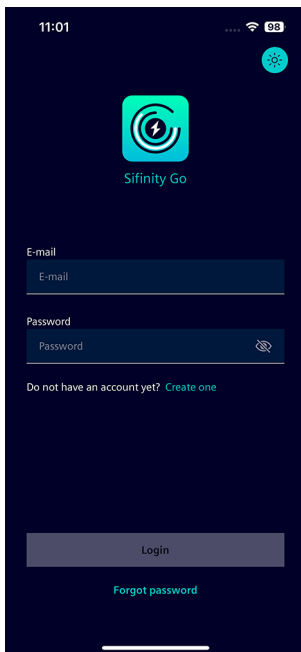 11:01
98
Sifinity Go
E-mail
E-mail
Password
Password
Do not have an account yet? Create one
Login
Forgot password